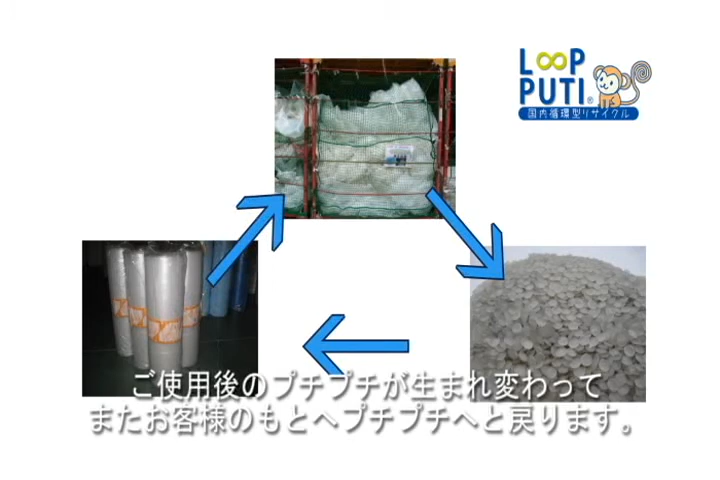 L∞P
PUTI®
国内循環型リサイクル
ご使用後のプチプチが生まれ変わって
またお客様のもとへプチプチへと戻ります。